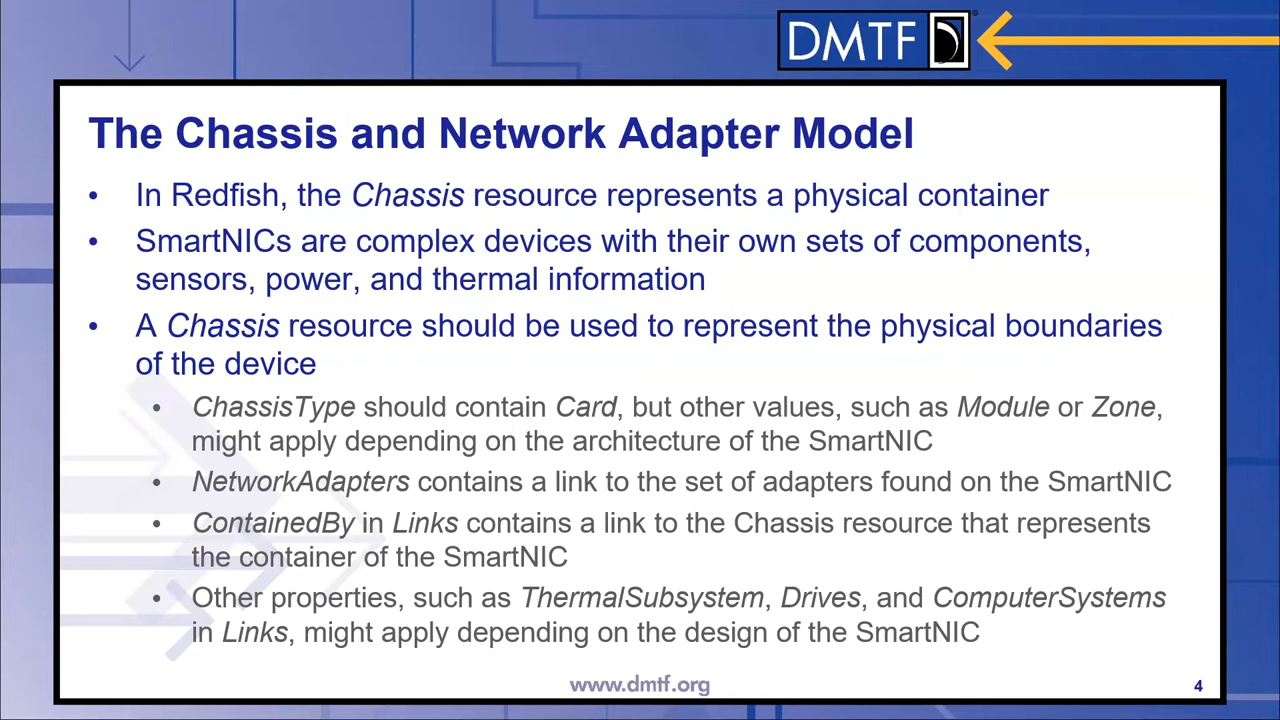 DMTF
The Chassis and Network Adapter Model
• In Redfish, the Chassis resource represents a physical container
• SmartNICs are complex devices with their own sets of components,
sensors, power, and thermal information
• A Chassis resource should be used to represent the physical boundaries
of the device
• ChassisType should contain Card, but other values, such as Module or Zone,
might apply depending on the architecture of the SmartNIC
• NetworkAdapters contains a link to the set of adapters found on the SmartNIC
• ContainedBy in Links contains a link to the Chassis resource that represents
the container of the SmartNIC
• Other properties, such as ThermalSubsystem, Drives, and ComputerSystems
in Links, might apply depending on the design of the SmartNIC
www.dmtf.org
4